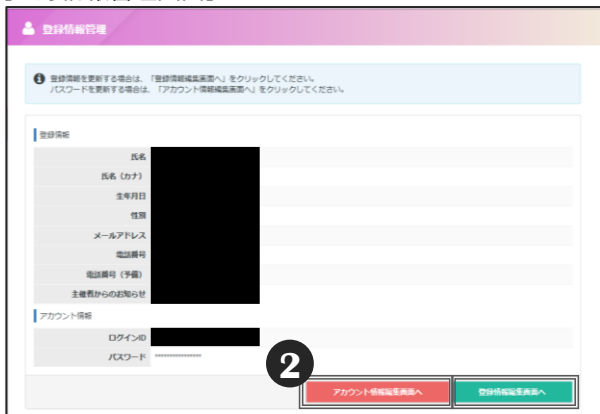 登録情報管理
登録情報を更新する場合は、「登録情報編集画面へ」をクリックしてください。
パスワードを更新する場合は、「アカウント情報編集画面へ」をクリックしてください。
登録情報
氏名
氏名（カナ）
生年月日
性別
メールアドレス
電話番号
電話番号（予備）
主催者からのお知らせ
アカウント情報
ログインID
パスワード ****************
2
アカウント情報編集画面へ 登録情報編集画面へ